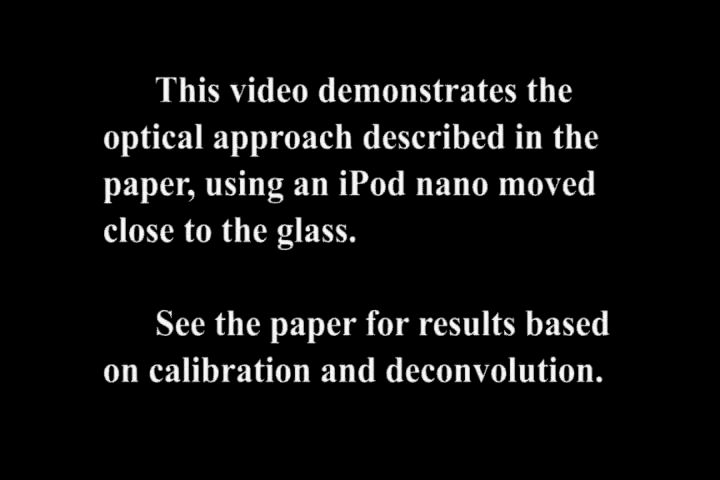 This video demonstrates the
optical approach described in the
paper, using an iPod nano moved
close to the glass.
See the paper for results based
on calibration and deconvolution.